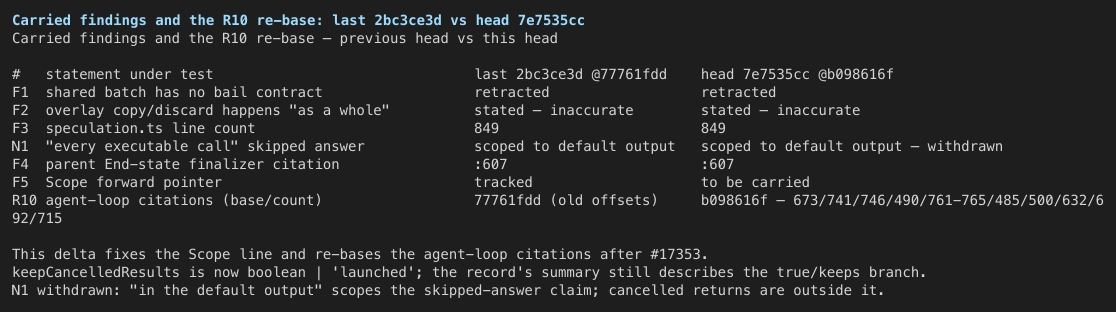 Carried findings and the R10 re-base: last 2bc3ce3d vs head 7e7535cc
Carried findings and the R10 re-base — previous head vs this head
# statement under test last 2bc3ce3d @77761fdd head 7e7535cc @b098616f
F1 shared batch has no bail contract retracted retracted
F2 overlay copy/discard happens "as a whole" stated — inaccurate stated — inaccurate
F3 speculation.ts line count 849 849
N1 "every executable call" skipped answer scoped to default output scoped to default output — withdrawn
F4 parent End-state finalizer citation :607 :607
F5 Scope forward pointer tracked to be carried
R10 agent-loop citations (base/count) 77761fdd (old offsets) b098616f — 673/741/746/490/761-765/485/500/632/6
92/715
This delta fixes the Scope line and re-bases the agent-loop citations after #17353.
keepCancelledResults is now boolean | 'launched'; the record's summary still describes the true/keeps branch.
N1 withdrawn: "in the default output" scopes the skipped-answer claim; cancelled returns are outside it.